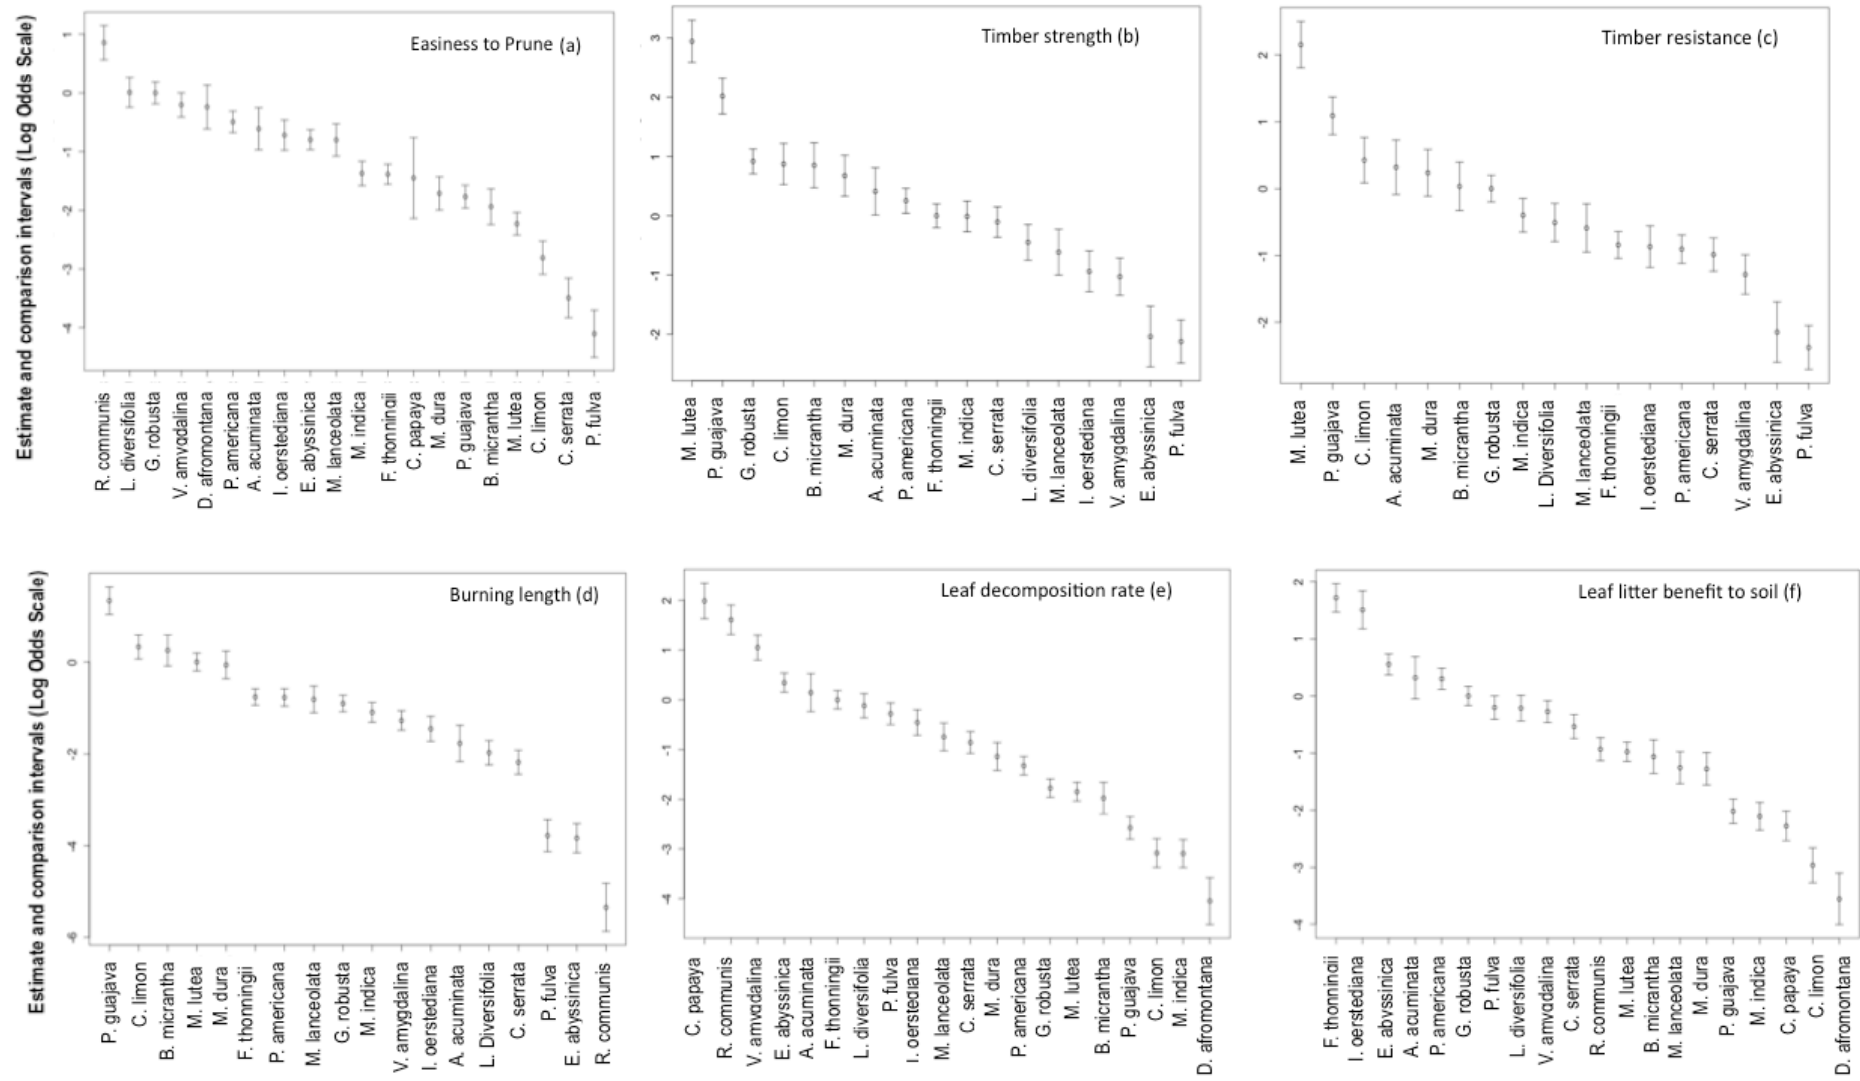 Estimate and comparison intervals (Log Odds Scale)
Easiness to Prune (a)
1
0
-1
-2
-3
-4
R. communis
L. diversifolia
G. robusta
V. amvgdalina
D. afromontana
P. americana
A. acuminata
I. oerstediana
E. abyssinica
M. lanceolata
M. indica
F. thonningii
C. papaya
M. dura
P. guajava
B. micrantha
M. lutea
C. limon
C. serrata
P. fulva
Timber strength (b)
3
2
1
0
-1
-2
M. lutea
P. guajava
G. robusta
C. limon
B. micrantha
M. dura
A. acuminata
P. americana
F. thonningii
M. indica
C. serrata
L. diversifolia
M. lanceolata
I. oerstediana
V. amygdalina
E. abyssinica
P. fulva
Timber resistance (c)
2
1
0
-1
-2
M. lutea
P. guajava
C. limon
A. acuminata
M. dura
B. micrantha
G. robusta
M. indica
L. Diversifolia
M. lanceolata
F. thonningii
I. oerstediana
P. americana
C. serrata
V. amygdalina
E. abyssinica
P. fulva
Estimate and comparison intervals (Log Odds Scale)
Burning length (d)
0
-2
-4
-6
P. guajava
C. limon
B. micrantha
M. lutea
M. dura
F. thonningii
P. americana
M. lanceolata
G. robusta
M. indica
V. amygdalina
I. oerstediana
A. acuminata
L. Diversifolia
C. serrata
P. fulva
E. abyssinica
R. communis
Leaf decomposition rate (e)
2
1
0
-1
-2
-3
-4
C. papaya
R. communis
V. amvadalina
E. abyssinica
A. acuminata
F. thonningii
L. diversifolia
P. fulva
I. oerstediana
M. lanceolata
C. serrata
M. dura
P. americana
G. robusta
M. lutea
B. micrantha
P. guajava
C. limon
M. indica
D. afromontana
Leaf litter benefit to soil (f)
2
1
0
-1
-2
-3
-4
F. thonnindii
I. oerstediana
E. abvssinica
A. acuminata
P. americana
G. robusta
P. fulva
L. diversifolia
V. amvadalina
C. serrata
R. communis
M. lutea
B. micrantha
M. lanceolata
M. dura
P. guajava
M. indica
C. papaya
C. limon
D. afromontana